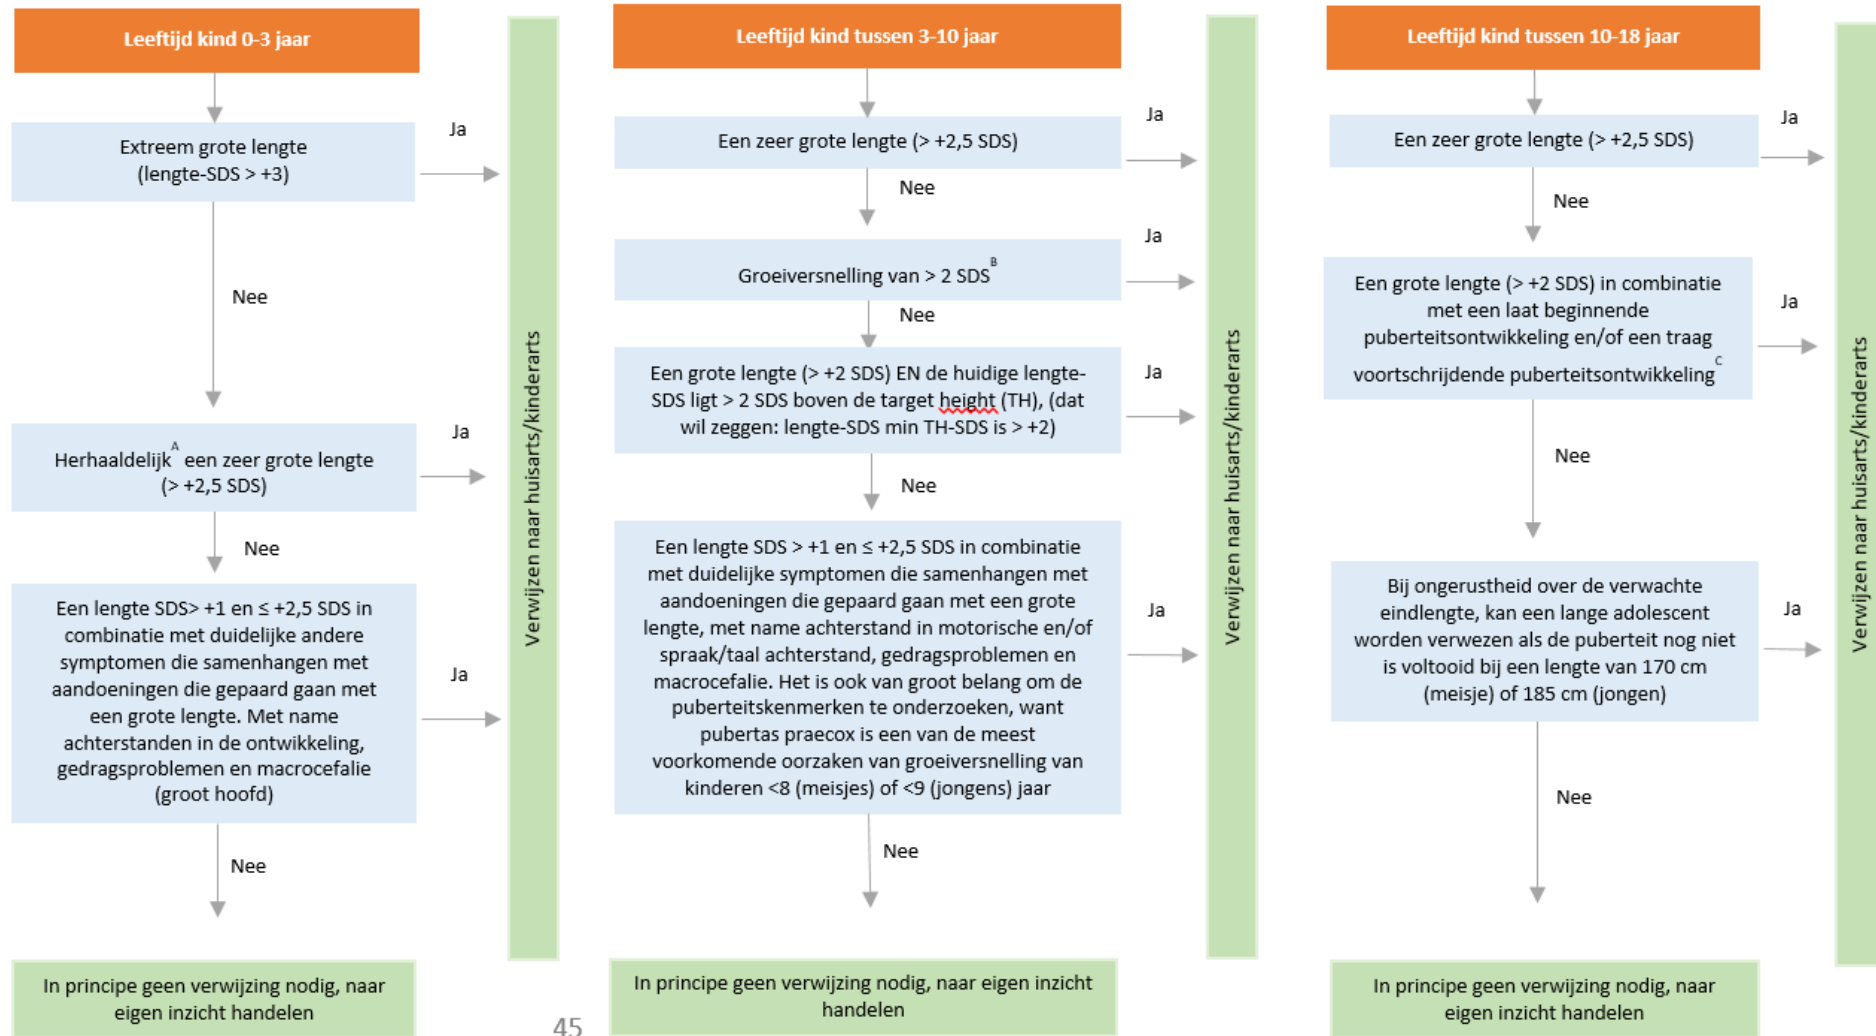 Leeftijd kind 0-3 jaar
Extreem grote lengte
(lengte-SDS > +3)
Ja
Nee
Herhaaldelijk^A een zeer grote lengte
(> +2,5 SDS)
Ja
Nee
Een lengte SDS> +1 en ≤ +2,5 SDS in
combinatie met duidelijke andere
symptomen die samenhangen met
aandoeningen die gepaard gaan met
een grote lengte. Met name
achterstanden in de ontwikkeling,
gedragsproblemen en macrocefalie
(groot hoofd)
Ja
Nee
In principe geen verwijzing nodig, naar
eigen inzicht handelen
Verwijzen naar huisarts/kinderarts
45
Leeftijd kind tussen 3-10 jaar
Een zeer grote lengte (> +2,5 SDS)
Ja
Nee
Groeiversnelling van > 2 SDS^B
Ja
Nee
Een grote lengte (> +2 SDS) EN de huidige lengte-
SDS ligt > 2 SDS boven de target height (TH), (dat
wil zeggen: lengte-SDS min TH-SDS is > +2)
Ja
Nee
Een lengte SDS > +1 en ≤ +2,5 SDS in combinatie
met duidelijke symptomen die samenhangen met
aandoeningen die gepaard gaan met een grote
lengte, met name achterstand in motorische en/of
spraak/taal achterstand, gedragsproblemen en
macrocefalie. Het is ook van groot belang om de
puberteitskenmerken te onderzoeken, want
pubertas praecox is een van de meest
voorkomende oorzaken van groeiversnelling van
kinderen <8 (meisjes) of <9 (jongens) jaar
Ja
Nee
In principe geen verwijzing nodig, naar eigen inzicht
handelen
Verwijzen naar huisarts/kinderarts
Leeftijd kind tussen 10-18 jaar
Een zeer grote lengte (> +2,5 SDS)
Ja
Nee
Een grote lengte (> +2 SDS) in combinatie
met een laat beginnende
puberteitsontwikkeling en/of een traag
voortschrijdende puberteitsontwikkeling^C
Ja
Nee
Bij ongerustheid over de verwachte
eindlengte, kan een lange adolescent
worden verwezen als de puberteit nog niet
is voltooid bij een lengte van 170 cm
(meisje) of 185 cm (jongen)
Ja
Nee
In principe geen verwijzing nodig, naar
eigen inzicht handelen
Verwijzen naar huisarts/kinderarts